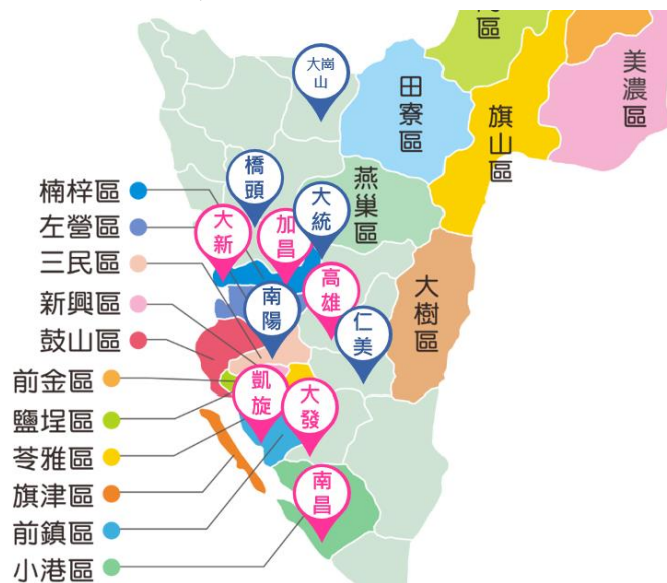 大崗山
田寮區
旗山區
美濃區
燕巢區
大樹區
橋頭
大統
大新
加昌
高雄
南陽
仁美
凱旋
大發
南昌
楠梓區
左營區
三民區
新興區
鼓山區
前金區
鹽埕區
苓雅區
旗津區
前鎮區
小港區